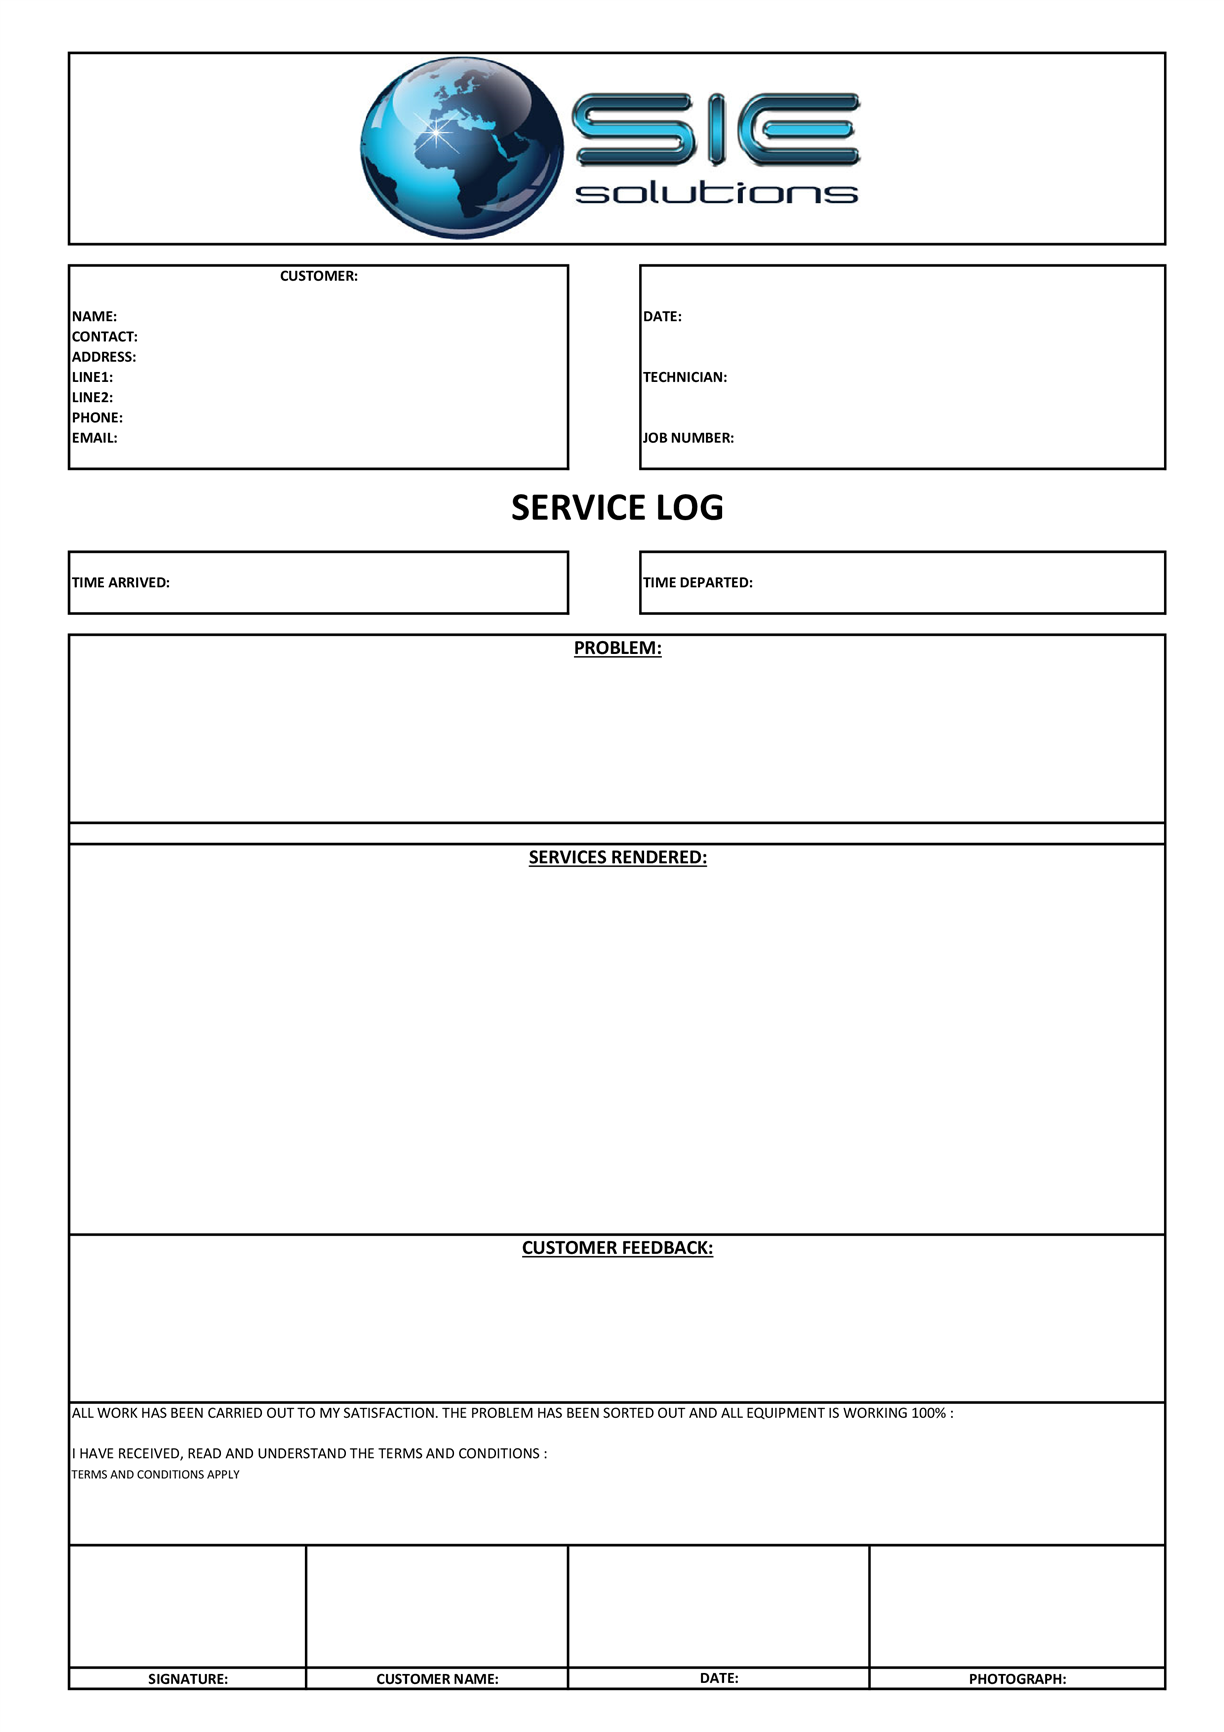 SIE
solutions
CUSTOMER:
NAME:
CONTACT:
ADDRESS:
LINE1:
LINE2:
PHONE:
EMAIL:
DATE:
TECHNICIAN:
JOB NUMBER:
SERVICE LOG
TIME ARRIVED:
TIME DEPARTED:
PROBLEM:
SERVICES RENDERED:
CUSTOMER FEEDBACK:
ALL WORK HAS BEEN CARRIED OUT TO MY SATISFACTION. THE PROBLEM HAS BEEN SORTED OUT AND ALL EQUIPMENT IS WORKING 100% :
I HAVE RECEIVED, READ AND UNDERSTAND THE TERMS AND CONDITIONS :
TERMS AND CONDITIONS APPLY
SIGNATURE:
CUSTOMER NAME:
DATE:
PHOTOGRAPH: